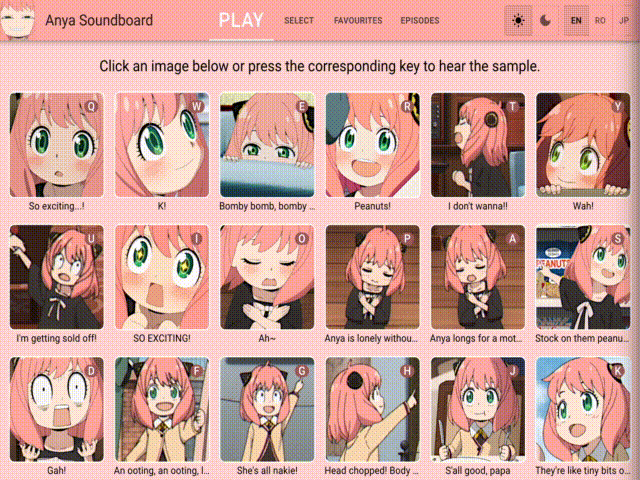 Anya Soundboard
PLAY
SELECT
FAVOURITES
EPISODES
EN
RO
JP
Click an image below or press the corresponding key to hear the sample.
Q
W
E
R
T
Y
So exciting...!
K!
Bomby bomb, bomby ...
Peanuts!
I don't wanna!!
Wah!
U
I
O
P
A
S
PEANUTS
I'm getting sold off!
SO EXCITING!
Ah~
Anya is lonely withou...
Anya longs for a mot...
Stock on them peanu...
D
F
G
H
J
K
Gah!
An ooting, an ooting, I...
She's all nakie!
Head chopped! Body ...
S'all good, papa
They're like tiny bits o...